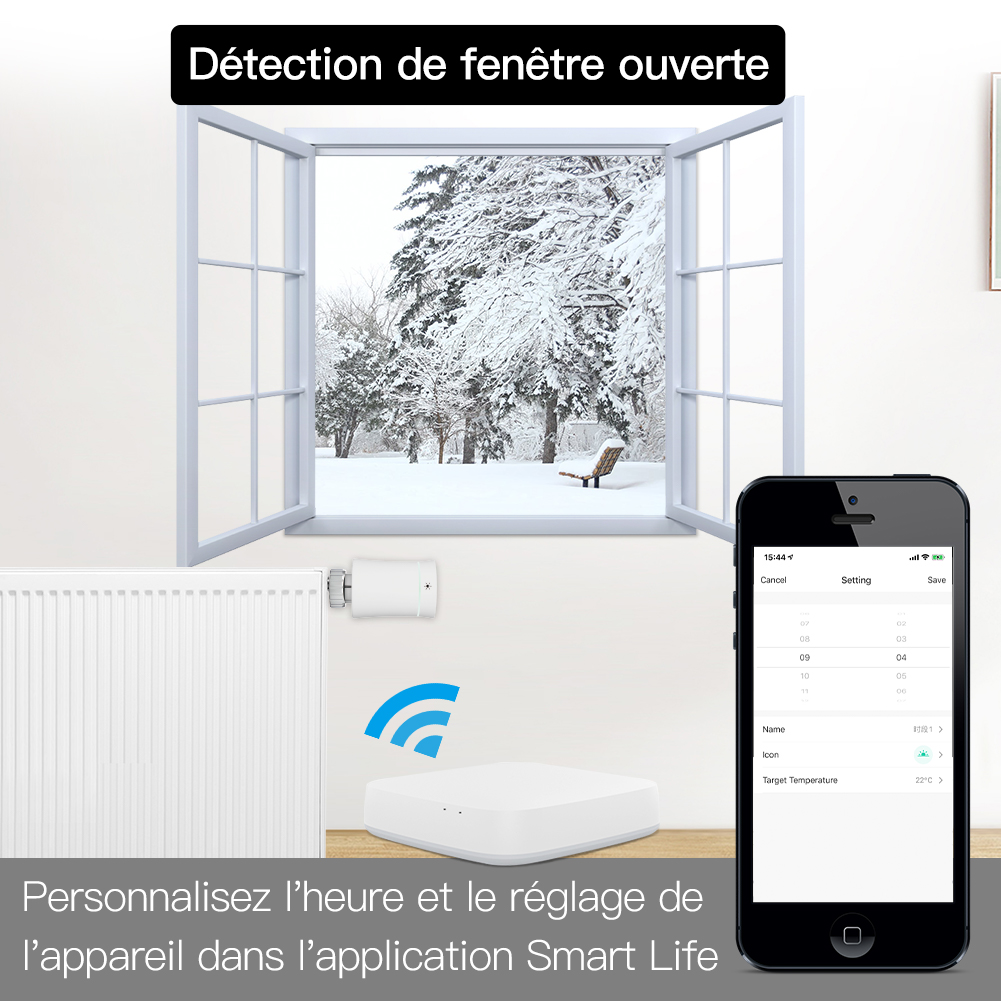 Détection de fenêtre ouverte
15:44
Cancel Setting Save
07 02
08 03
09 04
10 05
11 06
Name 时段1 >
Icon >
Target Temperature 22°C >
Personnalisez l'heure et le réglage de
l'appareil dans l'application Smart Life